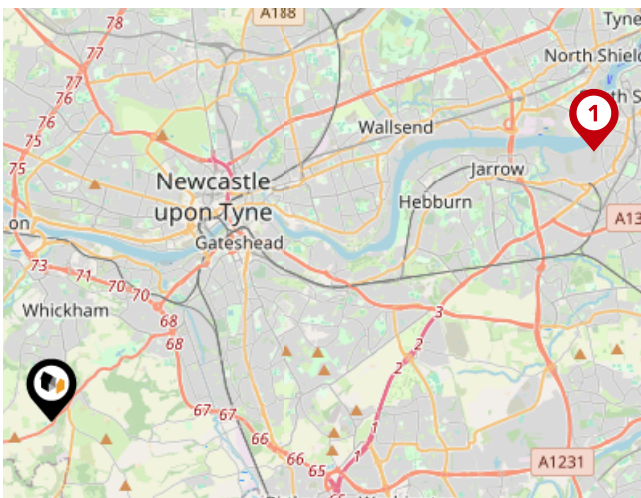 A188
78
77
77
76
76
75
75
Tyne
North Shield
1
Wallsend
Jarrow
Newcastle
upon Tyne
Hebburn
A13
on
Gateshead
73
71
70
70
68
68
Whickham
3
2
2
1
1
67
67
66
66
65
A1231